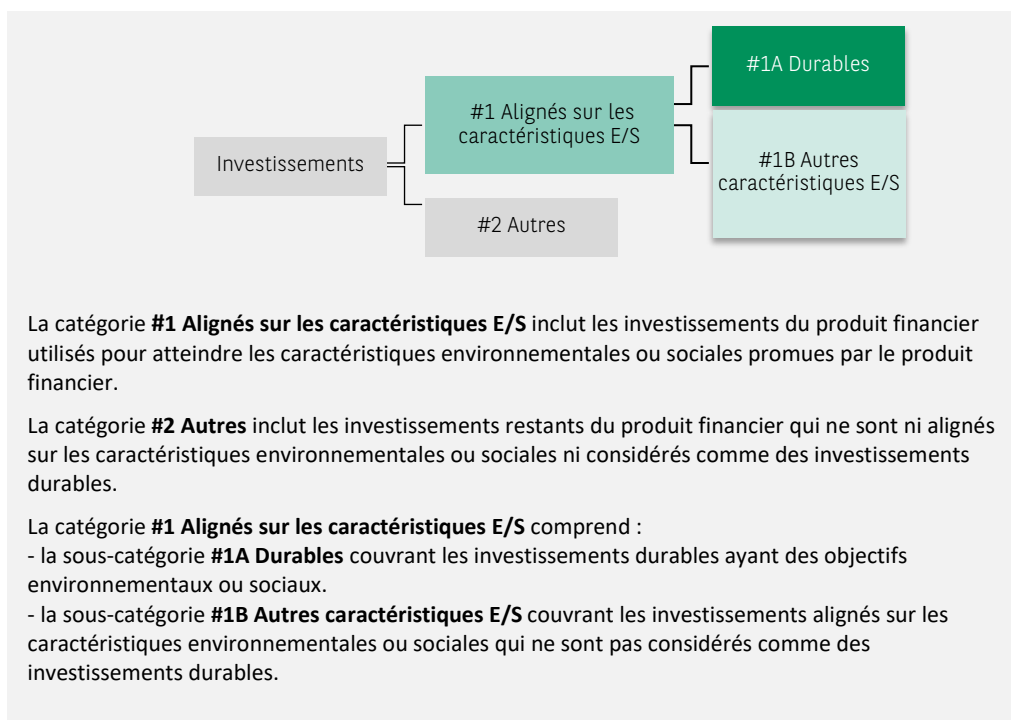 #1A Durables
#1 Alignés sur les
caractéristiques E/S
Investissements
#1B Autres
caractéristiques E/S
#2 Autres
La catégorie #1 Alignés sur les caractéristiques E/S inclut les investissements du produit financier
utilisés pour atteindre les caractéristiques environnementales ou sociales promues par le produit
financier.
La catégorie #2 Autres inclut les investissements restants du produit financier qui ne sont ni alignés
sur les caractéristiques environnementales ou sociales ni considérés comme des investissements
durables.
La catégorie #1 Alignés sur les caractéristiques E/S comprend :
- la sous-catégorie #1A Durables couvrant les investissements durables ayant des objectifs
environnementaux ou sociaux.
- la sous-catégorie #1B Autres caractéristiques E/S couvrant les investissements alignés sur les
caractéristiques environnementales ou sociales qui ne sont pas considérés comme des
investissements durables.